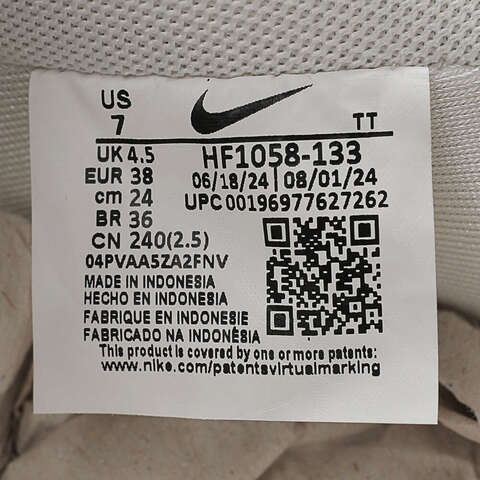 US
7
TT
UK 4.5
HF1058-133
EUR 38
06/18/24 | 08/01/24
cm 24
UPC 00196977627262
BR 36
CN 240(2.5)
04PVAA5ZA2FNV
MADE IN INDONESIA
HECHO EN INDONESIA
FABRIQUE EN INDONESIE
FABRICADO NA INDONÉSIA
This product is covered by one or more patents:
www.nike.com/patentsvirtualmarking